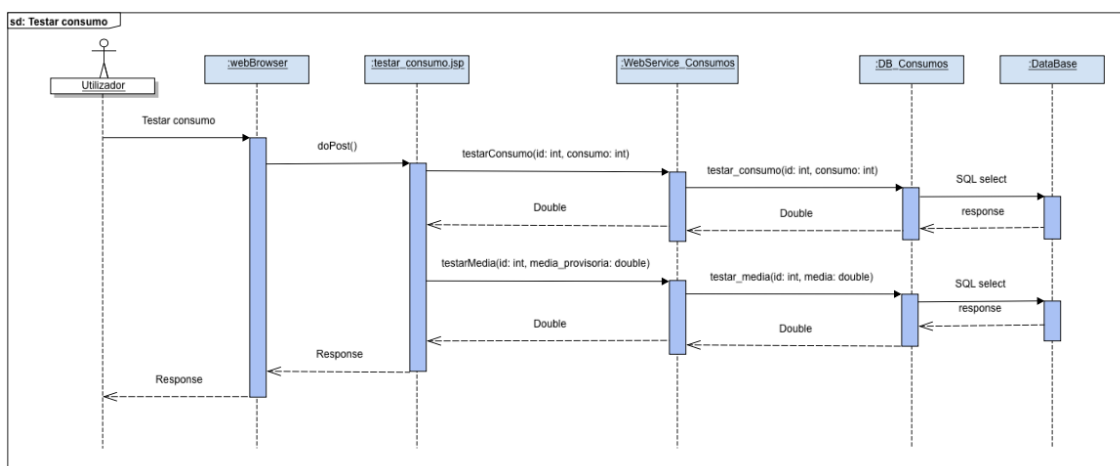 sd: Testar consumo
:webBrowser
:testar_consumo.jsp
:WebService_Consumos
:DB_Consumos
:DataBase
Utilizador
Testar consumo
doPost()
testarConsumo(id: int, consumo: int)
testar_consumo(id: int, consumo: int)
SQL select
Double
Double
response
testarMedia(id: int, media_provisoria: double)
testar_media(id: int, media: double)
SQL select
response
Double
Double
Response
Response